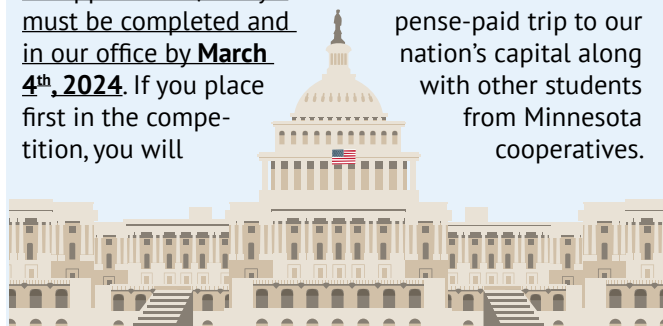 must be completed and
in our office by March
4th, 2024. If you place
first in the compe-
tition, you will
pense-paid trip to our
nation's capital along
with other students
from Minnesota
cooperatives.